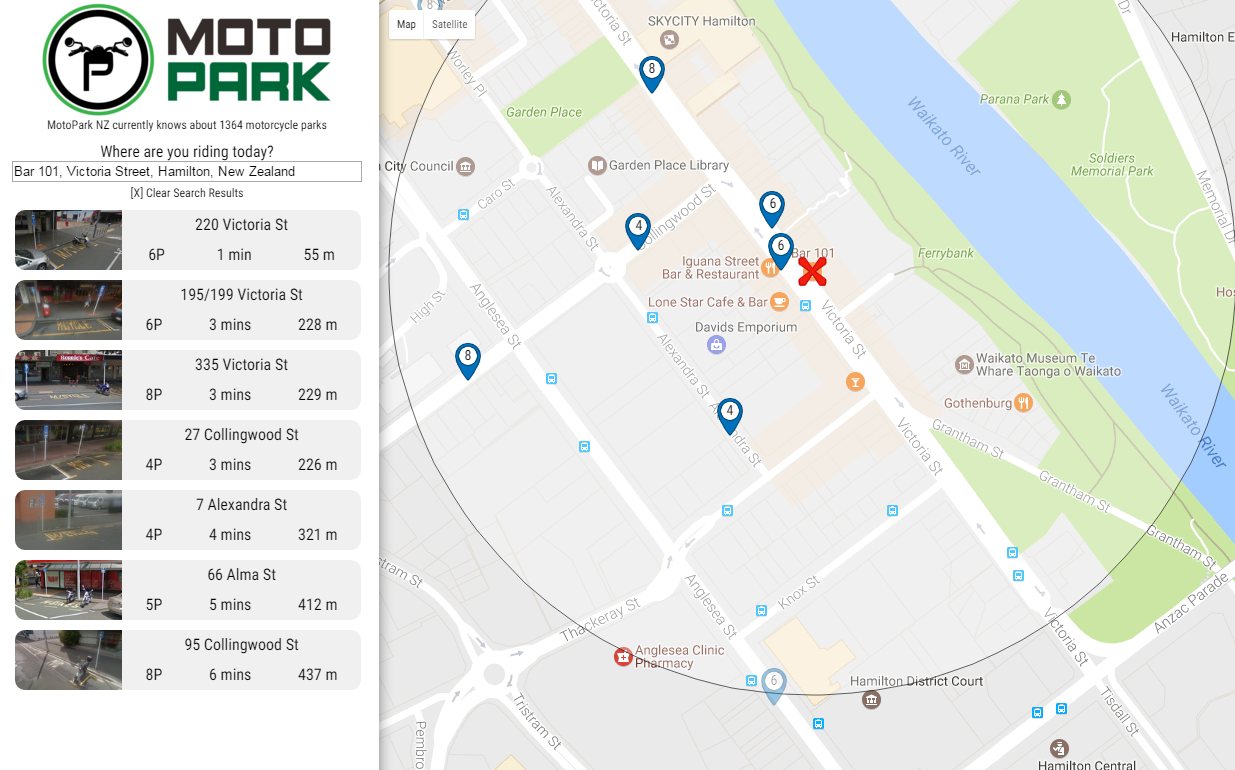 MOTO
PARK
P
MotoPark NZ currently knows about 1364 motorcycle parks
Where are you riding today?
Bar 101, Victoria Street, Hamilton, New Zealand
[X] Clear Search Results
220 Victoria St
6P 1 min 55 m
195/199 Victoria St
6P 3 mins 228 m
335 Victoria St
8P 3 mins 229 m
27 Collingwood St
4P 3 mins 226 m
7 Alexandra St
4P 4 mins 321 m
66 Alma St
5P 5 mins 412 m
95 Collingwood St
8P 6 mins 437 m
Map Satellite
8
ictoria St
SKYCITY Hamilton
Dr
Hamilton E
Worley Pl
8
Garden Place
Waikato River
Parana Park
n City Council
Garden Place Library
Soldiers
Memorial Park
Memorial Dr
Caro St
Alexandra St
Collingwood St
6
4
6
Bar 101
Iguana Street
Bar & Restaurant
Ferrybank
Lone Star Cafe & Bar
Hos
High St
Anglesea St
Davids Emporium
Victoria St
8
Alexandra St
Waikato Museum Te
Whare Taonga o Waikato
Gothenburg
Waikato River
4
Alexandra St
Victoria St
Grantham St
Grantham St
Grantham St
stram St
Anglesea St
Knox St
Anzac Parade
Thackeray St
Victoria St
Anglesea Clinic
Pharmacy
6
Hamilton District Court
Tristram St
Tisdall St
Pembro
Hamilton Central